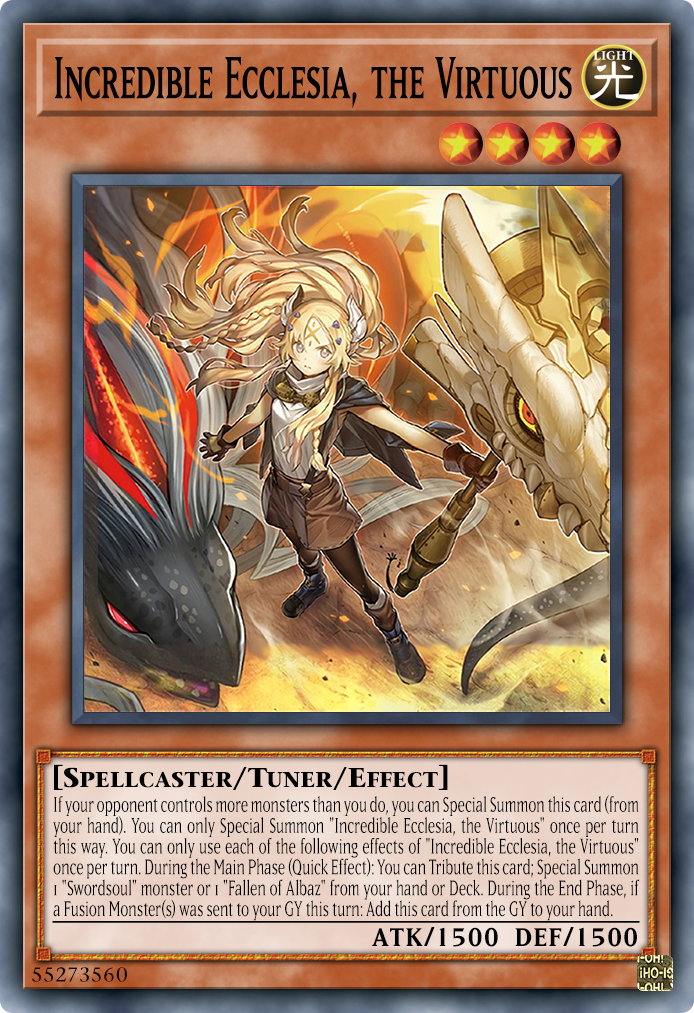 INCREDIBLE ECCLESIA, THE VIRTUOUS
LIGHT
光
[SPELLCASTER/TUNER/EFFECT]
If your opponent controls more monsters than you do, you can Special Summon this card (from
your hand). You can only Special Summon "Incredible Ecclesia, the Virtuous" once per turn
this way. You can only use each of the following effects of "Incredible Ecclesia, the Virtuous"
once per turn. During the Main Phase (Quick Effect): You can Tribute this card; Special Summon
1 "Swordsoul" monster or 1 "Fallen of Albaz" from your hand or Deck. During the End Phase, if
a Fusion Monster(s) was sent to your GY this turn: Add this card from the GY to your hand.
ATK/1500 DEF/1500
55273560